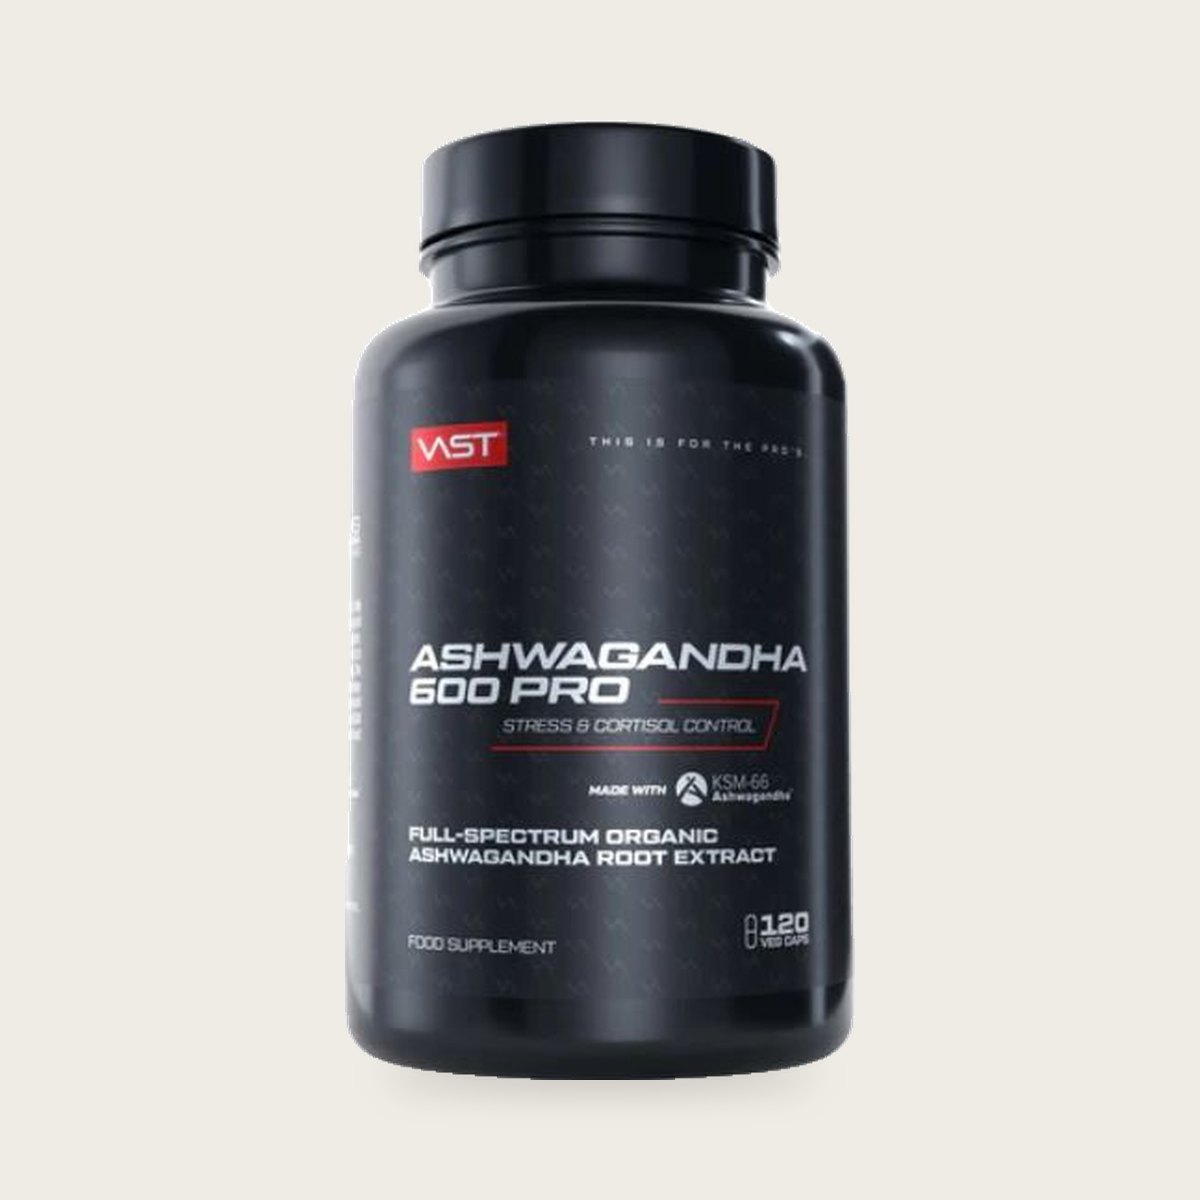 VAST
THIS IS FOR THE PRO'S.
ASHWAGANDHA
600 PRO
STRESS & CORTISOL CONTROL
MADE WITH
KSM-66
Ashwagandha
FULL-SPECTRUM ORGANIC
ASHWAGANDHA ROOT EXTRACT
FOOD SUPPLEMENT
120
VEG CAPS